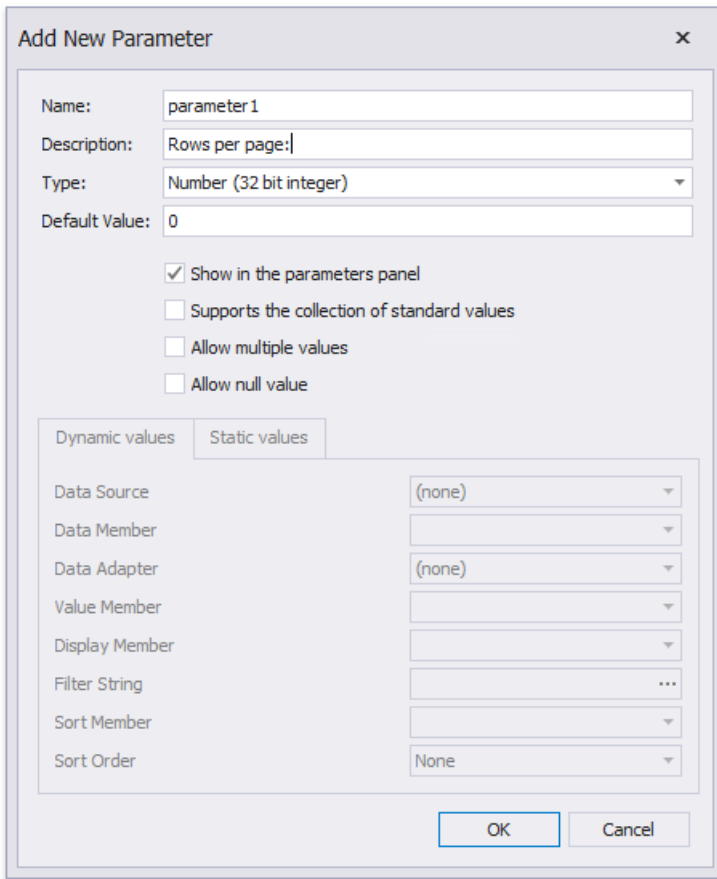 Add New Parameter
Name: parameter1
Description: Rows per page:
Type: Number (32 bit integer)
Default Value: 0
Show in the parameters panel
Supports the collection of standard values
Allow multiple values
Allow null value
Dynamic values Static values
Data Source (none)
Data Member
Data Adapter (none)
Value Member
Display Member
Filter String ...
Sort Member
Sort Order None
OK Cancel